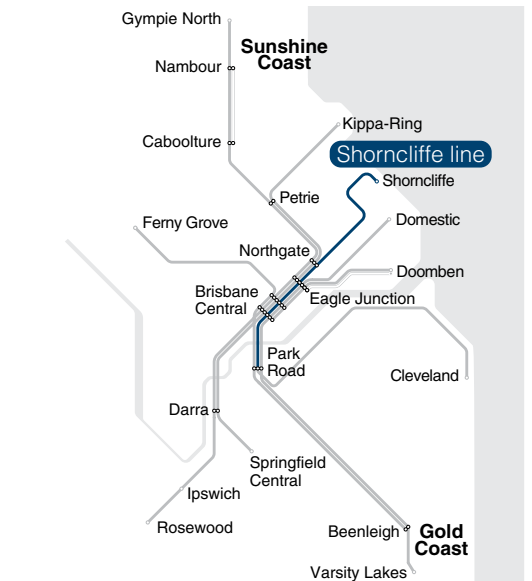 Gympie North
Sunshine
Coast
Nambour
Kippa-Ring
Caboolture
Shorncliffe line
Shorncliffe
Petrie
Ferny Grove
Domestic
Northgate
Doomben
Brisbane
Central
Eagle Junction
Park
Road
Cleveland
Darra
Springfield
Central
Ipswich
Rosewood
Beenleigh
Gold
Coast
Varsity Lakes